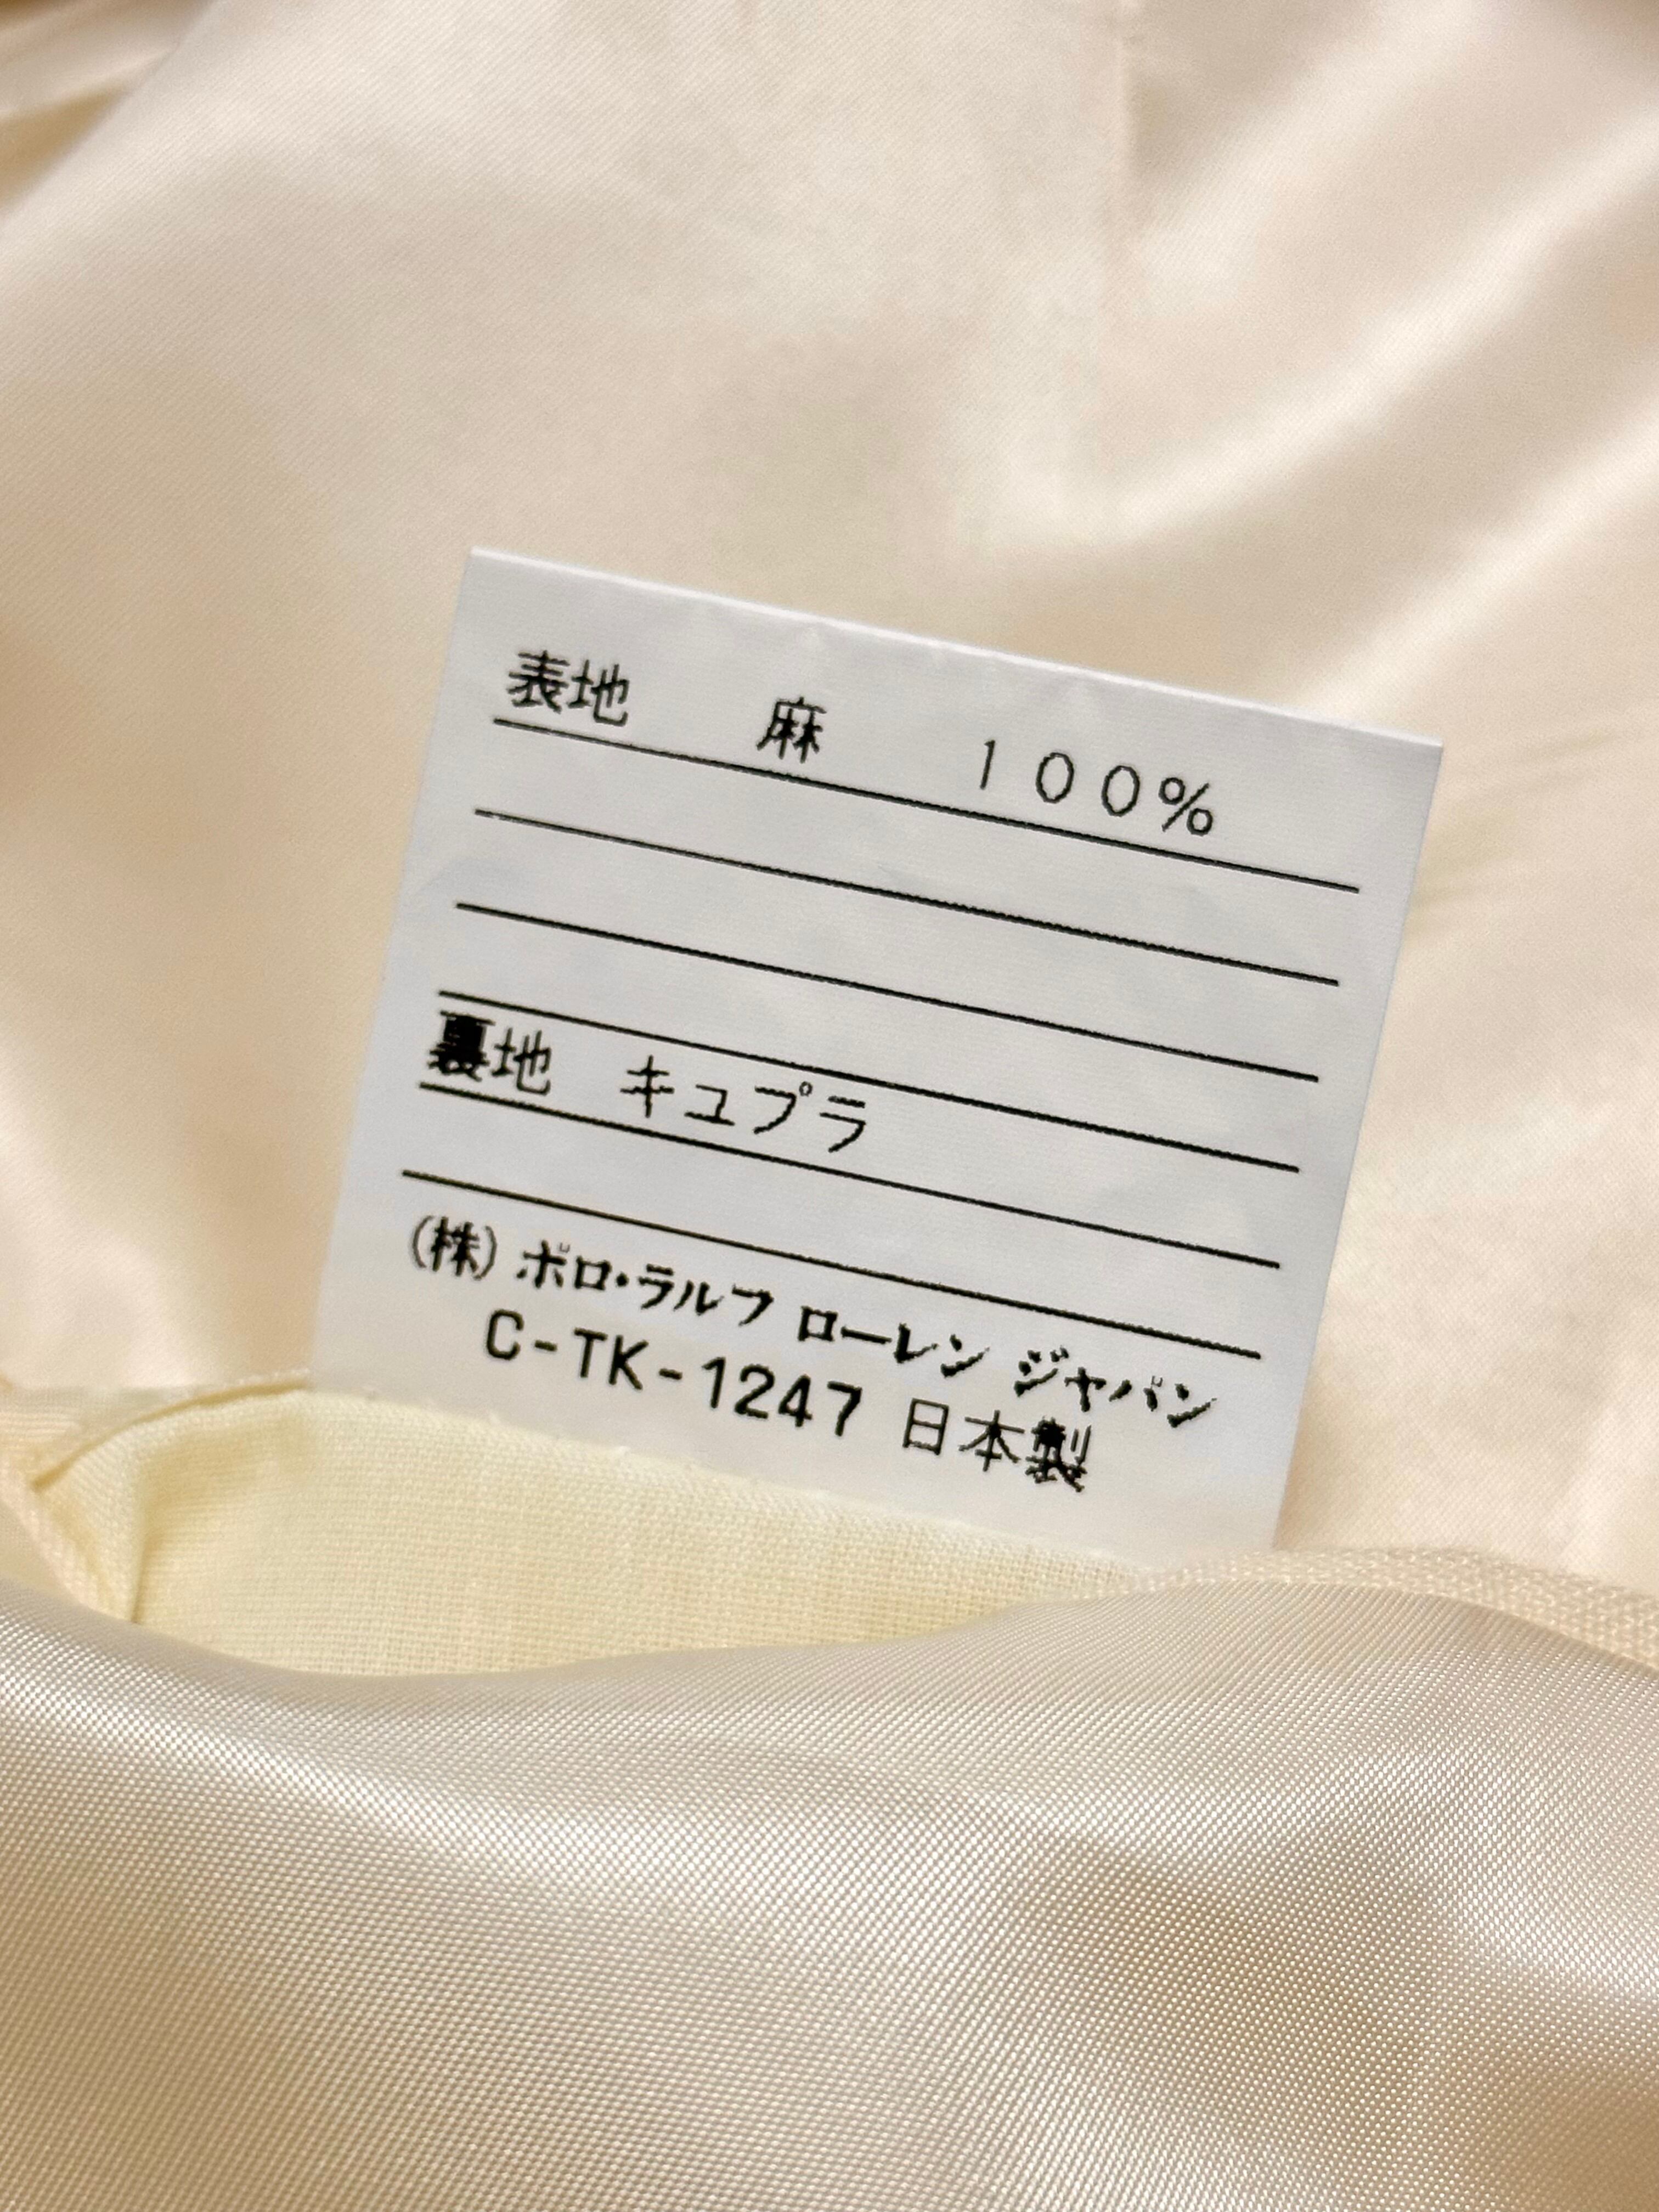 表地 麻 100%
裏地 キュプラ
(株) ポロ・ラルフ ローレン ジャパン
C-TK-1247 日本製